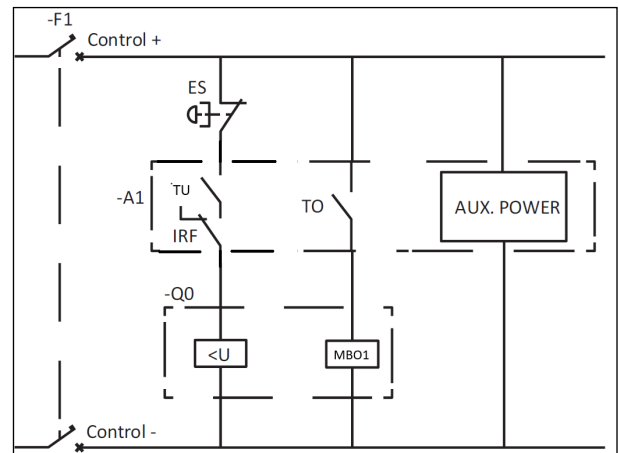 -F1
Control +
ES
-A1
TU
IRF
TO
AUX. POWER
-Q0
<U
MBO1
Control -